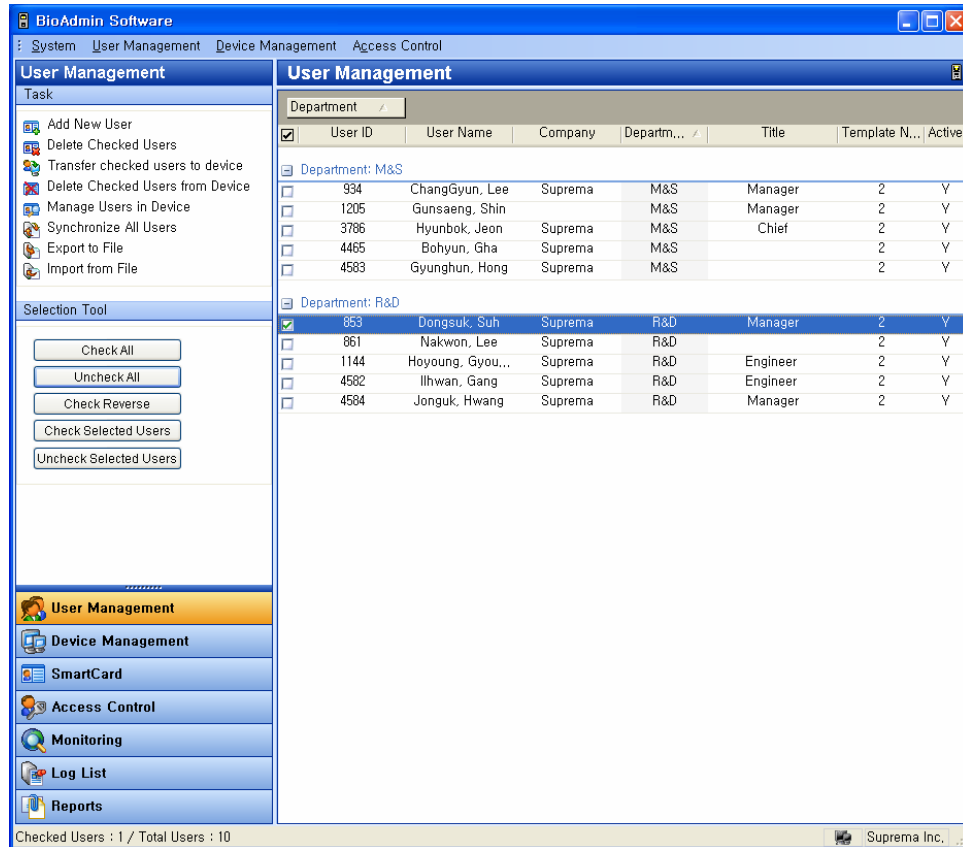 BioAdmin Software
System User Management Device Management Access Control
User Management
Task
Add New User
Delete Checked Users
Transfer checked users to device
Delete Checked Users from Device
Manage Users in Device
Synchronize All Users
Export to File
Import from File
Selection Tool
Check All
Uncheck All
Check Reverse
Check Selected Users
Uncheck Selected Users
User Management
Device Management
SmartCard
Access Control
Monitoring
Log List
Reports
User Management
Department
User ID User Name Company Departm... Title Template N... Active
Department: M&S
934 ChangGyun, Lee Suprema M&S Manager 2 Y
1205 Gunsaeng, Shin M&S Manager 2 Y
3786 Hyunbok, Jeon Suprema M&S Chief 2 Y
4465 Bohyun, Gha Suprema M&S 2 Y
4583 Gyunghun, Hong Suprema M&S 2 Y
Department: R&D
853 Dongsuk, Suh Suprema R&D Manager 2 Y
861 Nakwon, Lee Suprema R&D 2 Y
1144 Hoyoung, Gyou... Suprema R&D Engineer 2 Y
4582 Ilhwan, Gang Suprema R&D Engineer 2 Y
4584 Jonguk, Hwang Suprema R&D Manager 2 Y
Checked Users : 1 / Total Users : 10
Suprema Inc.